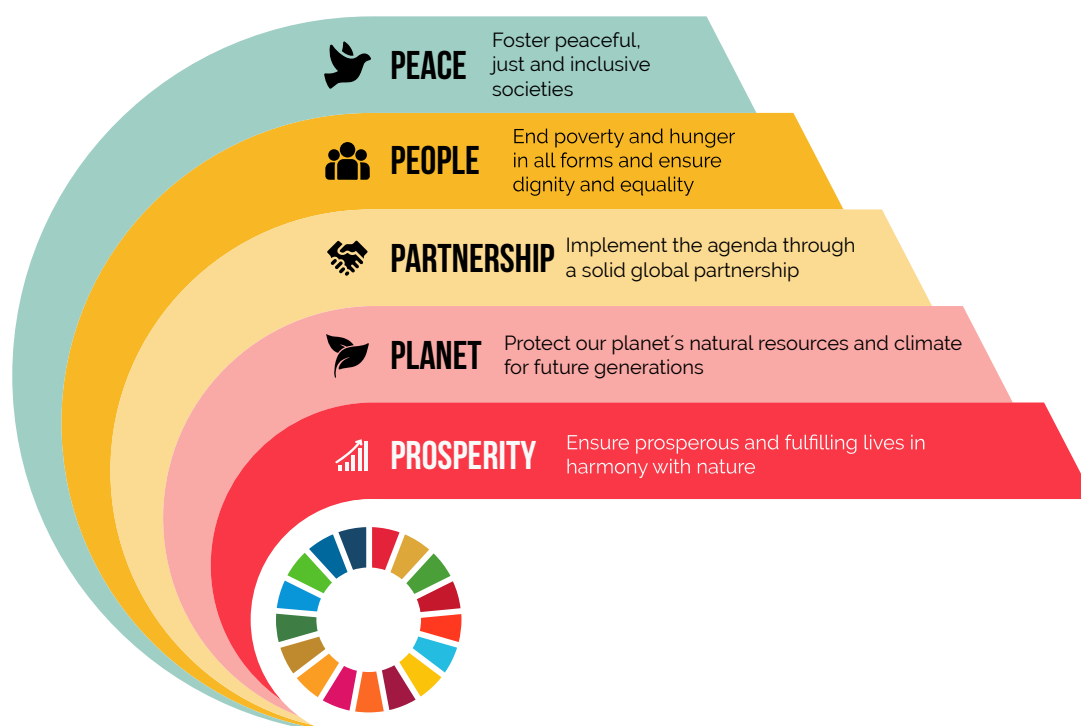 PEACE
Foster peaceful,
just and inclusive
societies
PEOPLE
End poverty and hunger
in all forms and ensure
dignity and equality
PARTNERSHIP
Implement the agenda through
a solid global partnership
PLANET
Protect our planet´s natural resources and climate
for future generations
PROSPERITY
Ensure prosperous and fulfilling lives in
harmony with nature